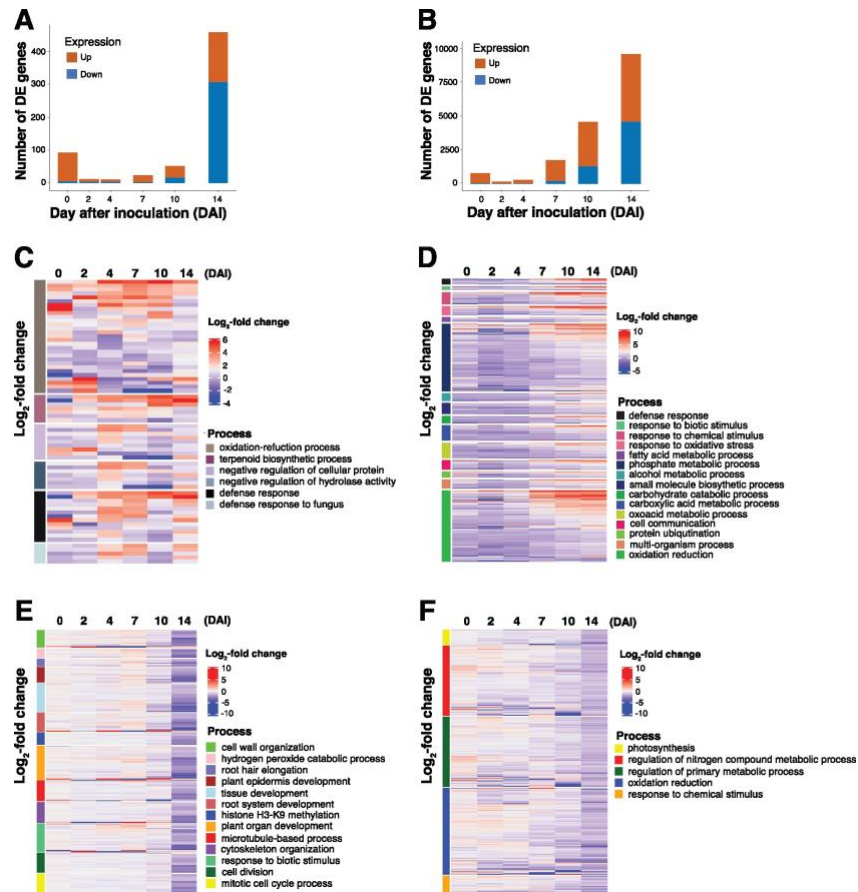 A
Expression
Up
Down
Number of DE genes
400
300
200
100
0
0 2 4 7 10 14
Day after inoculation (DAI)
B
Expression
Up
Down
Number of DE genes
10000
7500
5000
2500
0
0 2 4 7 10 14
Day after inoculation (DAI)
C
0 2 4 7 10 14 (DAI)
Log2-fold change
Log2-fold change
6
4
2
0
-2
-4
Process
oxidation-refuction process
terpenoid biosynthetic process
negative regulation of cellular protein
negative regulation of hydrolase activity
defense response
defense response to fungus
D
0 2 4 7 10 14 (DAI)
Log2-fold change
Log2-fold change
10
5
0
-5
Process
defense response
response to biotic stimulus
response to chemical stimulus
response to oxidative stress
fatty acid metabolic process
phosphate metabolic process
alcohol metabolic process
small molecule biosythetic process
carbohydrate catabolic process
carboxylic acid metabolic process
oxoacid metabolic process
cell communication
protein ubiqutination
multi-organism process
oxidation reduction
E
0 2 4 7 10 14 (DAI)
Log2-fold change
Log2-fold change
10
5
0
-5
-10
Process
cell wall organization
hydrogen peroxide catabolic process
root hair elongation
plant epidermis development
tissue development
root system development
histone H3-K9 methylation
plant organ development
microtubule-based process
cytoskeleton organization
response to biotic stimulus
cell division
mitotic cell cycle process
F
0 2 4 7 10 14 (DAI)
Log2-fold change
Log2-fold change
10
5
0
-5
-10
Process
photosynthesis
regulation of nitrogen compound metabolic process
regulation of primary metabolic process
oxidation reduction
response to chemical stimulus